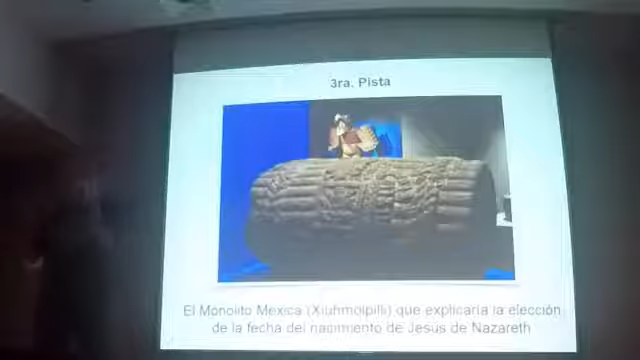 3ra. Pista
El Monolito Mexica (Xiuhmolpilli) que explicaría la elección
de la fecha del nacimiento de Jesús de Nazareth